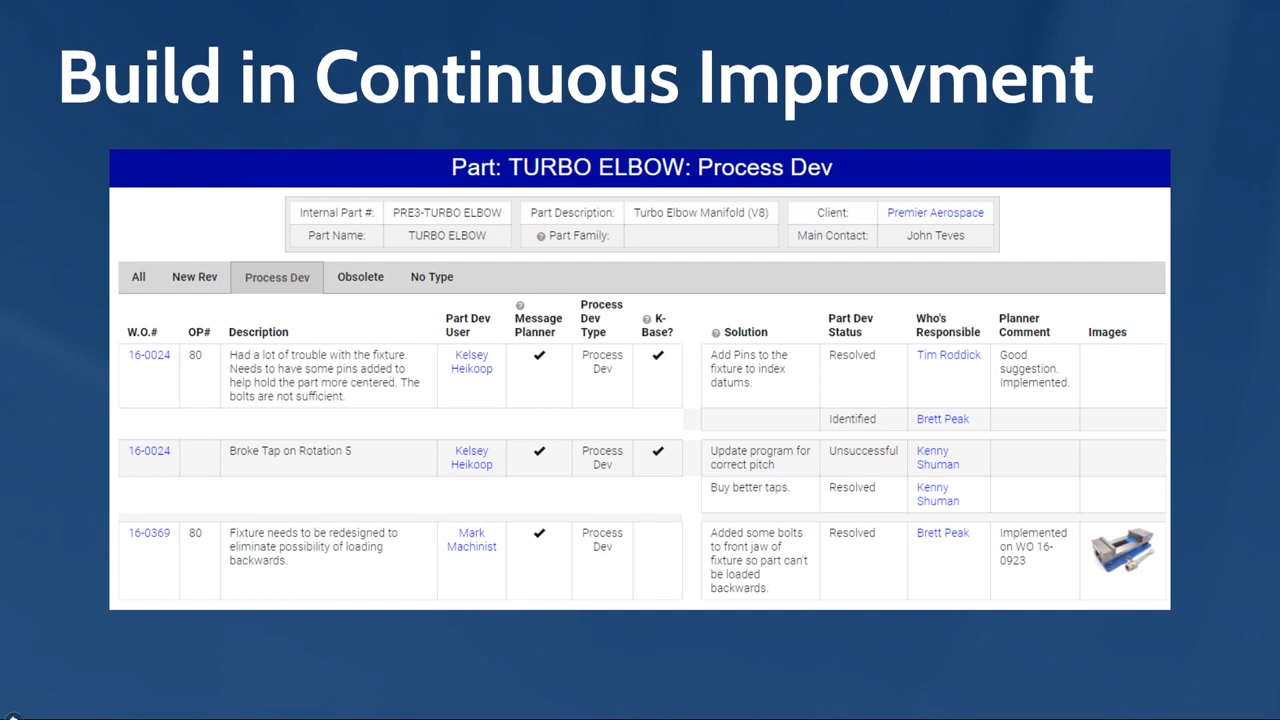 Build in Continuous Improvment
Part: TURBO ELBOW: Process Dev
Internal Part #: PRE3-TURBO ELBOW Part Description: Turbo Elbow Manifold (V8) Client: Premier Aerospace
Part Name: TURBO ELBOW Part Family: Main Contact: John Teves
All New Rev Process Dev Obsolete No Type
W.O.# OP# Description Part Dev User Message Planner Process Dev Type K-Base? Solution Part Dev Status Who's Responsible Planner Comment Images
16-0024 80 Had a lot of trouble with the fixture. Kelsey Process Add Pins to the Resolved Tim Roddick Good
Needs to have some pins added to Heikoop Dev fixture to index suggestion.
help hold the part more centered. The datums. Implemented.
bolts are not sufficient.
Identified Brett Peak
16-0024 Broke Tap on Rotation 5 Kelsey Process Update program for Unsuccessful Kenny
Heikoop Dev correct pitch Shuman
Buy better taps. Resolved Kenny
Shuman
16-0369 80 Fixture needs to be redesigned to Mark Process Added some bolts Resolved Brett Peak Implemented
eliminate possibility of loading Machinist Dev to front jaw of on WO 16-
backwards. fixture so part can't 0923
be loaded
backwards.